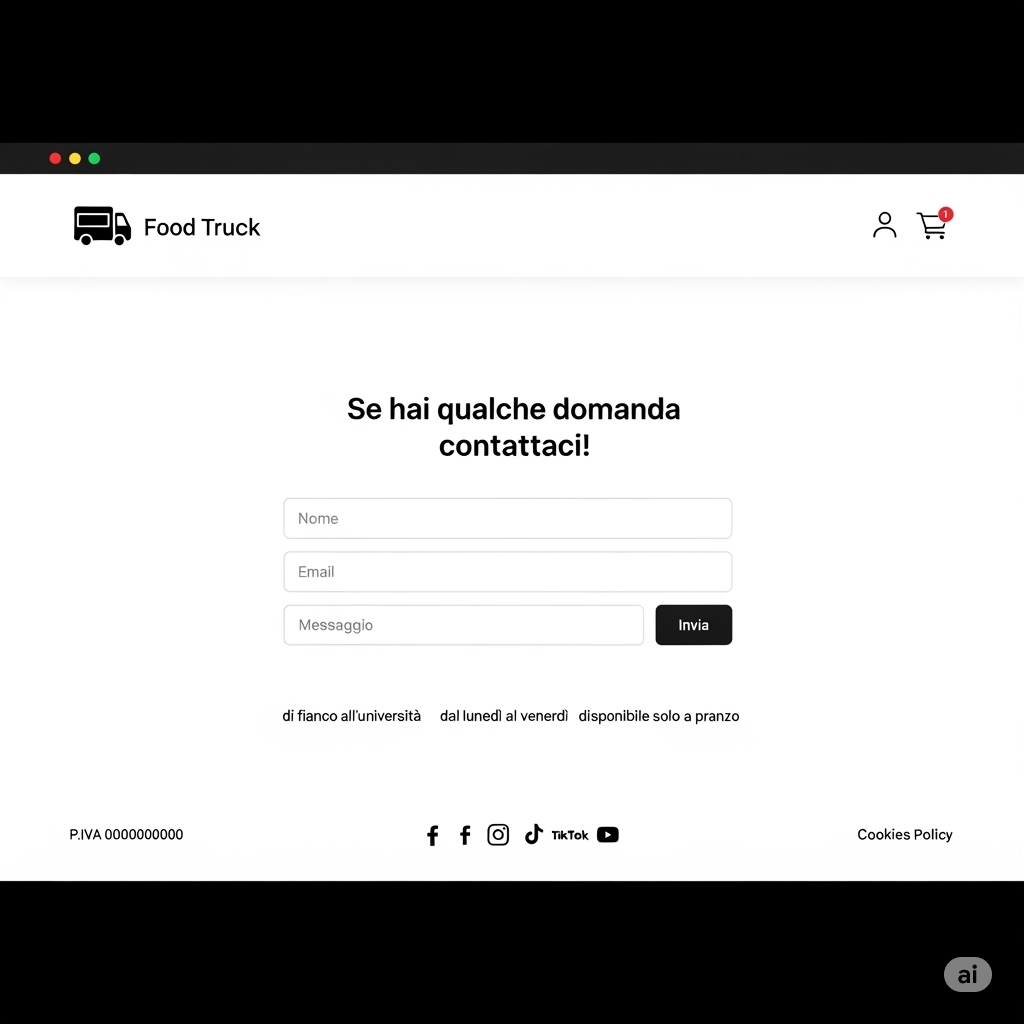 Food Truck
1
Se hai qualche domanda
contattaci!
Nome
Email
Messaggio
Invia
di fianco all'università dal lunedì al venerdì disponibile solo a pranzo
P.IVA 0000000000
TikTok
Cookies Policy
ai